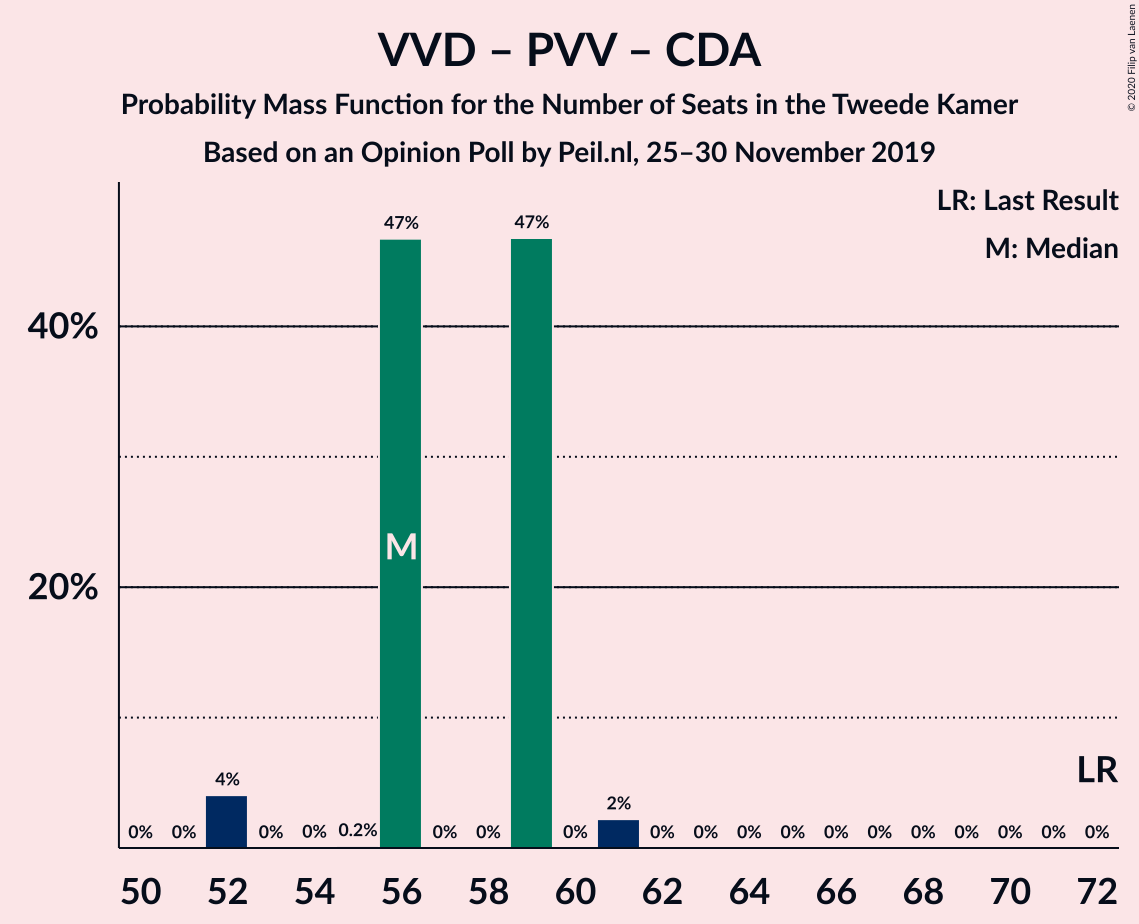 VVD – PVV – CDA
Probability Mass Function for the Number of Seats in the Tweede Kamer
Based on an Opinion Poll by Peil.nl, 25–30 November 2019
© 2020 Filip van Laenen
LR: Last Result
M: Median
47% 47%
40%
M
20%
LR
4% 2%
0% 0% 0% 0% 0.2% 0% 0% 0% 0% 0% 0% 0% 0% 0% 0% 0% 0% 0% 0%
50 52 54 56 58 60 62 64 66 68 70 72